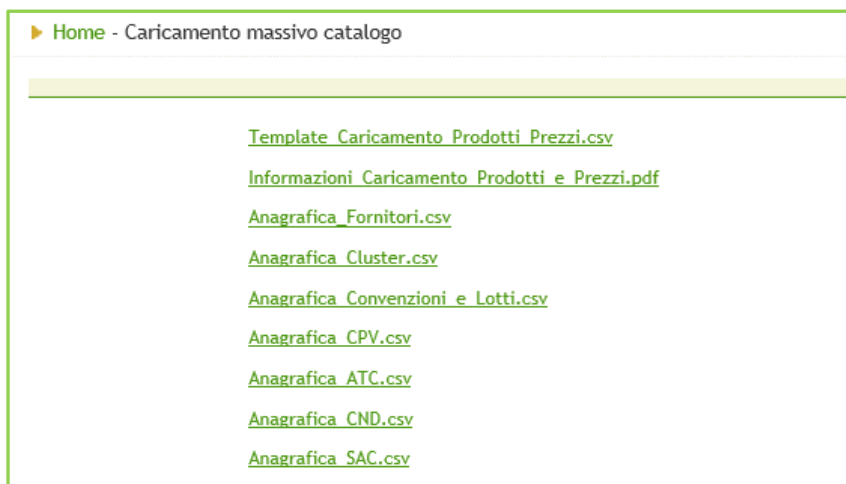 Home - Caricamento massivo catalogo
Template_Caricamento_Prodotti_Prezzi.csv
Informazioni_Caricamento_Prodotti_e_Prezzi.pdf
Anagrafica_Fornitori.csv
Anagrafica_Cluster.csv
Anagrafica_Convenzioni_e_Lotti.csv
Anagrafica_CPV.csv
Anagrafica_ATC.csv
Anagrafica_CND.csv
Anagrafica_SAC.csv